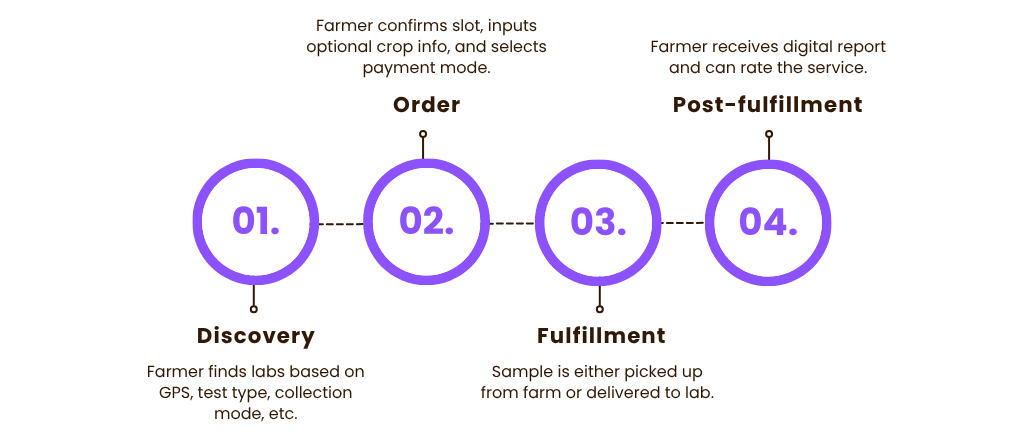 Farmer confirms slot, inputs
optional crop info, and selects
payment mode.
Order
Farmer receives digital report
and can rate the service.
Post-fulfillment
01.
02.
03.
04.
Discovery
Farmer finds labs based on
GPS, test type, collection
mode, etc.
Fulfillment
Sample is either picked up
from farm or delivered to lab.